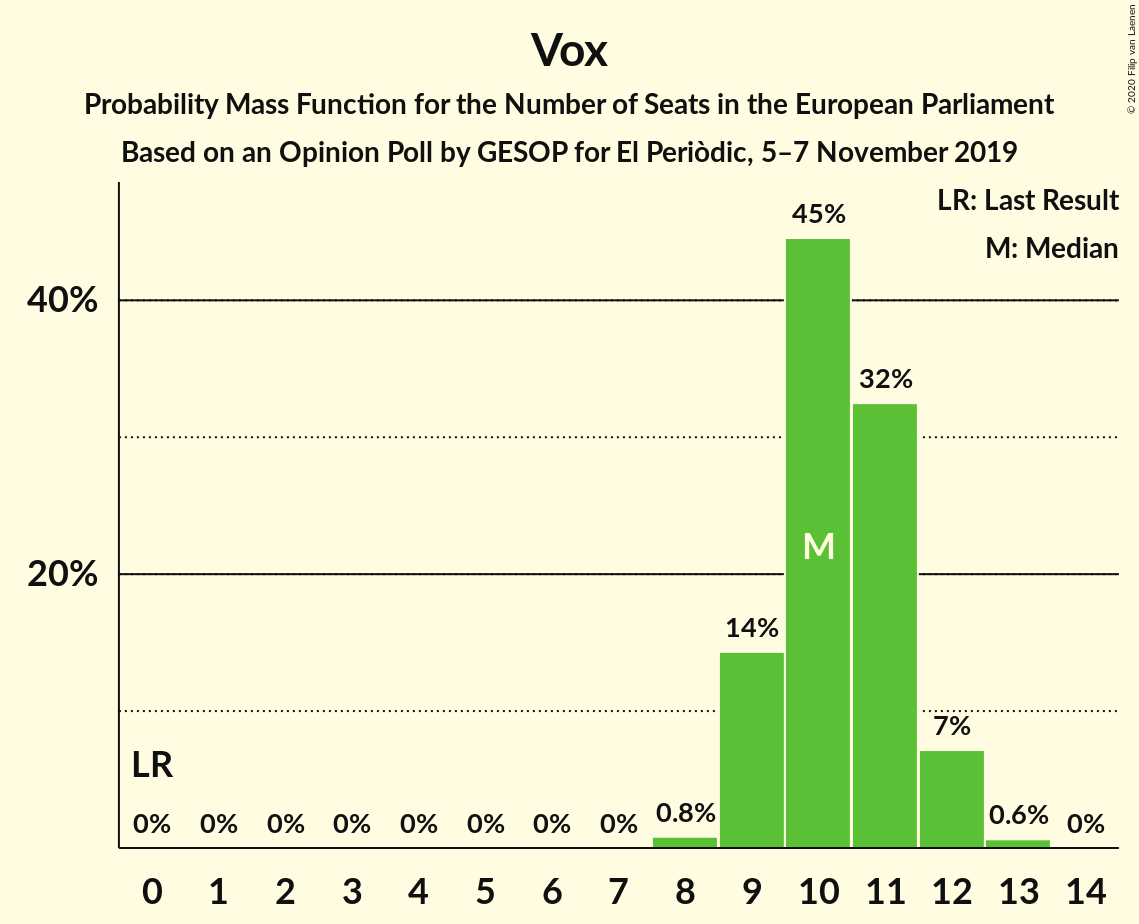 Vox
Probability Mass Function for the Number of Seats in the European Parliament
Based on an Opinion Poll by GESOP for El Periòdic, 5–7 November 2019
© 2020 Filip van Laenen
LR: Last Result
M: Median
45%
40%
32%
M
20%
14%
7%
LR
0% 0% 0% 0% 0% 0% 0% 0% 0.8% 0.6% 0%
0 1 2 3 4 5 6 7 8 9 10 11 12 13 14